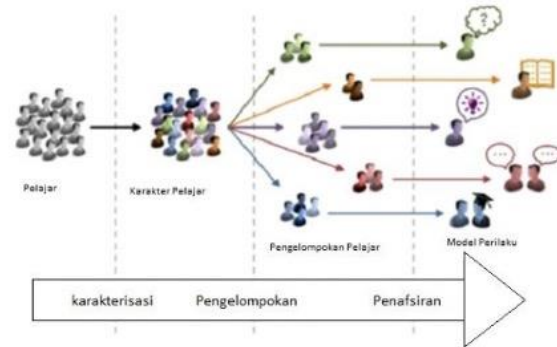 ?
... ...
Pelajar
Karakter Pelajar
Pengelompokan Pelajar
Model Perilaku
karakterisasi Pengelompokan Penafsiran